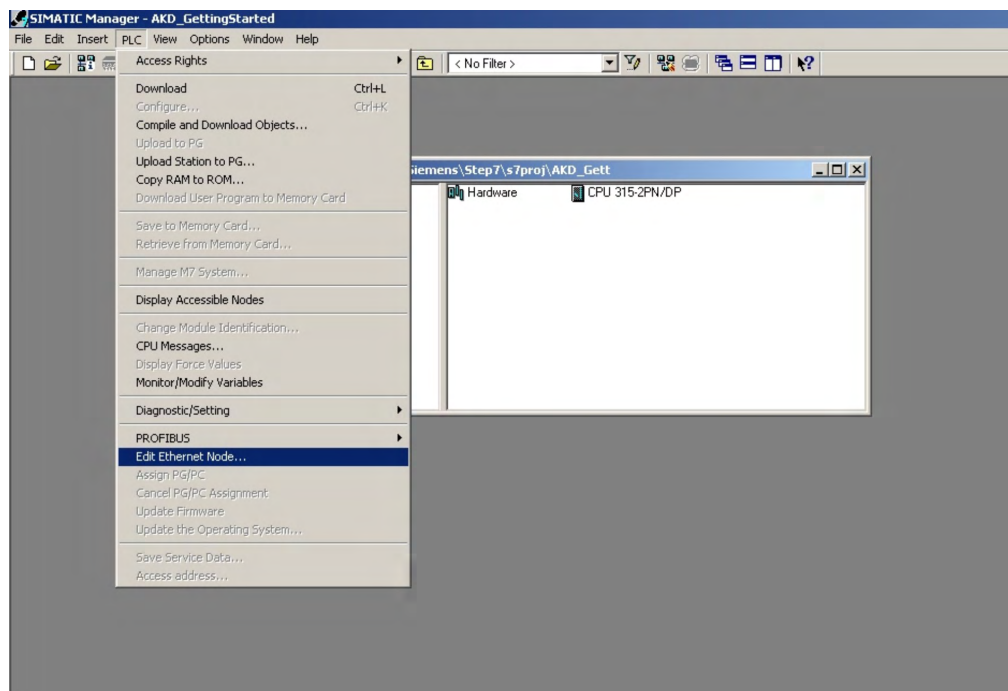 SIMATIC Manager - AKD_GettingStarted
File Edit Insert PLC View Options Window Help
< No Filter >
Access Rights
Download Ctrl+L
Configure... Ctrl+K
Compile and Download Objects...
Upload to PG
Upload Station to PG...
Copy RAM to ROM...
Download User Program to Memory Card
Save to Memory Card...
Retrieve from Memory Card...
Manage M7 System...
Display Accessible Nodes
Change Module Identification...
CPU Messages...
Display Force Values
Monitor/Modify Variables
Diagnostic/Setting
PROFIBUS
Edit Ethernet Node...
Assign PG/PC
Cancel PG/PC Assignment
Update Firmware
Update the Operating System...
Save Service Data...
Access address...
iemens\Step7\s7proj\AKD_Gett
Hardware CPU 315-2PN/DP